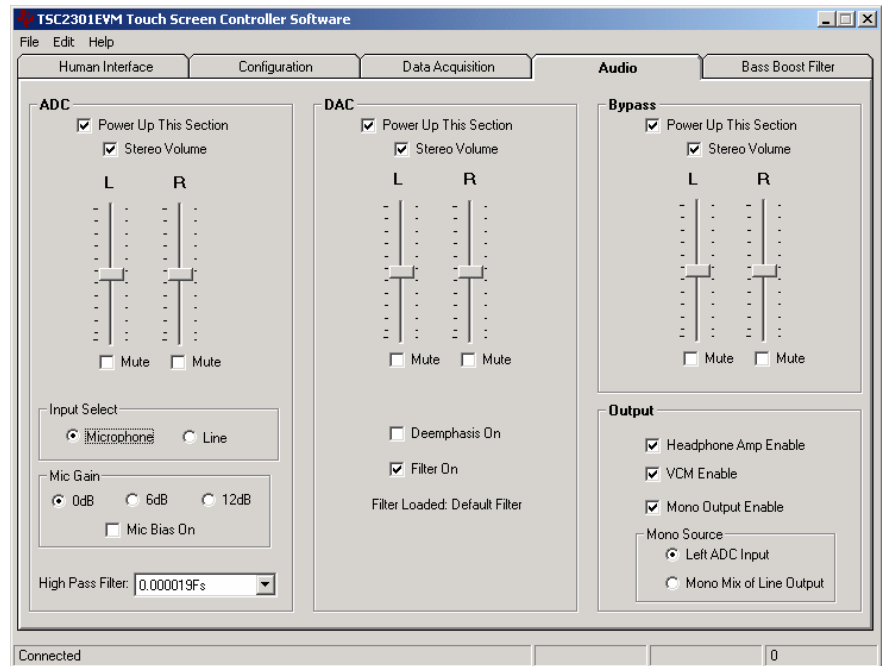 TSC2301EVM Touch Screen Controller Software
File Edit Help
Human Interface Configuration Data Acquisition Audio Bass Boost Filter
ADC
Power Up This Section
Stereo Volume
L R
Mute Mute
Input Select
Microphone Line
Mic Gain
0dB 6dB 12dB
Mic Bias On
High Pass Filter: 0.000019Fs
DAC
Power Up This Section
Stereo Volume
L R
Mute Mute
Deemphasis On
Filter On
Filter Loaded: Default Filter
Bypass
Power Up This Section
Stereo Volume
L R
Mute Mute
Output
Headphone Amp Enable
VCM Enable
Mono Output Enable
Mono Source
Left ADC Input
Mono Mix of Line Output
Connected 0